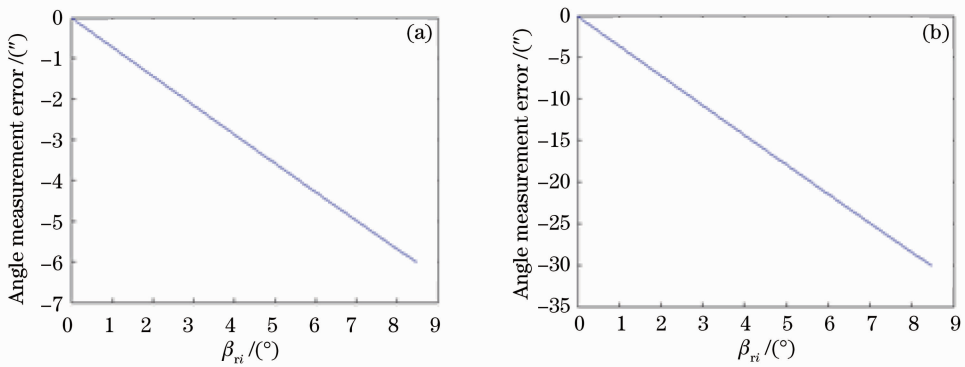 (a)
Angle measurement error /(″)
0
−1
−2
−3
−4
−5
−6
−7
0 1 2 3 4 5 6 7 8 9
β_ri /(°)
(b)
Angle measurement error /(″)
0
−5
−10
−15
−20
−25
−30
−35
0 1 2 3 4 5 6 7 8 9
β_ri /(°)